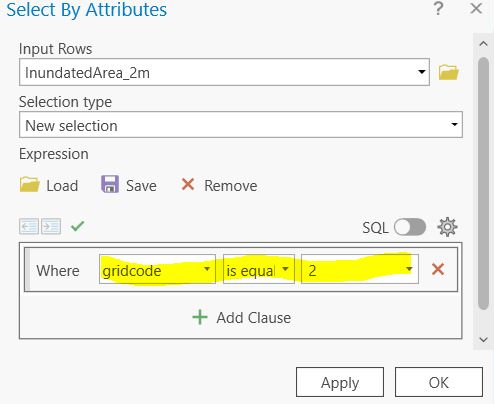 Select By Attributes ? ×
Input Rows
InundatedArea_2m
Selection type
New selection
Expression
Load Save × Remove
SQL
Where gridcode is equal 2 ×
+ Add Clause
Apply OK